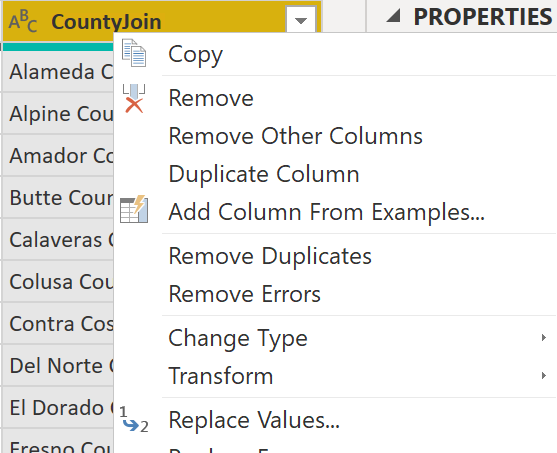 ABC CountyJoin
PROPERTIES
Copy
Alameda C
Remove
Alpine Cou
Remove Other Columns
Amador Co
Duplicate Column
Butte Cour
Add Column From Examples...
Calaveras C
Remove Duplicates
Colusa Cou
Remove Errors
Contra Cos
Change Type
Del Norte C
Transform
El Dorado C
1 2 Replace Values...
Fresno Cou